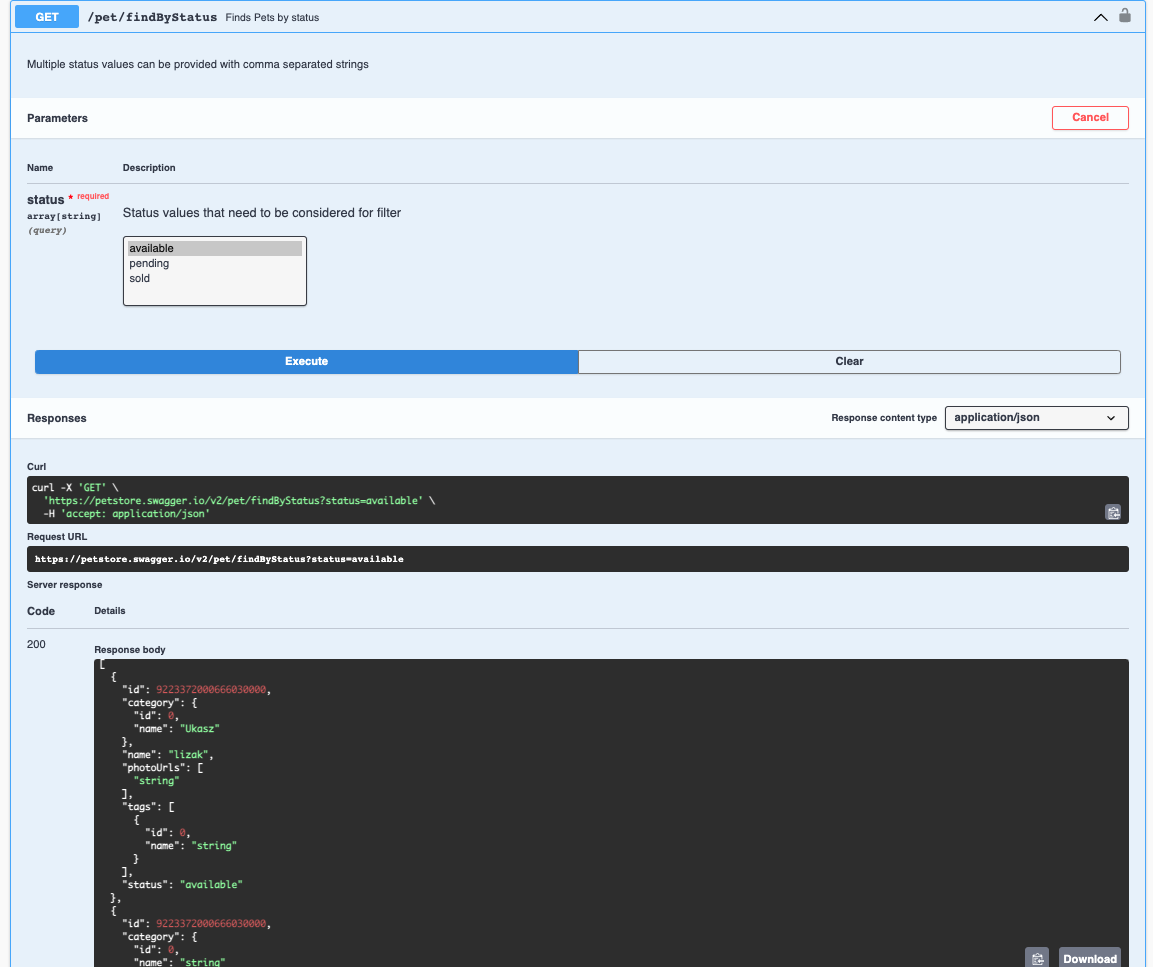 GET /pet/findByStatus Finds Pets by status
Multiple status values can be provided with comma separated strings
Parameters
Cancel
Name Description
status * required
array[string]
(query)
Status values that need to be considered for filter
available
pending
sold
Execute Clear
Responses
Response content type application/json
Curl
curl -X 'GET' \
  'https://petstore.swagger.io/v2/pet/findByStatus?status=available' \
  -H 'accept: application/json'
Request URL
https://petstore.swagger.io/v2/pet/findByStatus?status=available
Server response
Code Details
200
Response body
[
  {
    "id": 9223372000666030000,
    "category": {
      "id": 0,
      "name": "Ukasz"
    },
    "name": "lizak",
    "photoUrls": [
      "string"
    ],
    "tags": [
      {
        "id": 0,
        "name": "string"
      }
    ],
    "status": "available"
  },
  {
    "id": 9223372000666030000,
    "category": {
      "id": 0,
      "name": "string"
Download